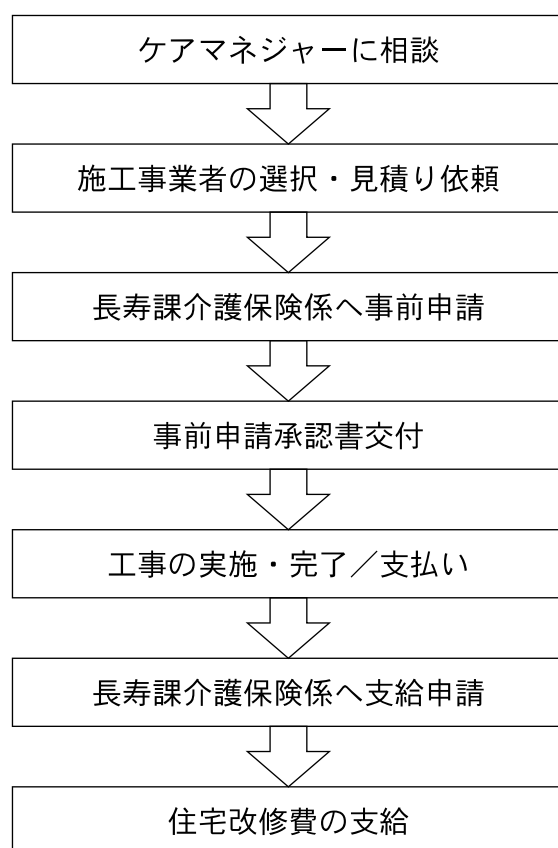 ケアマネジャーに相談
施工事業者の選択・見積り依頼
長寿課介護保険係へ事前申請
事前申請承認書交付
工事の実施・完了／支払い
長寿課介護保険係へ支給申請
住宅改修費の支給